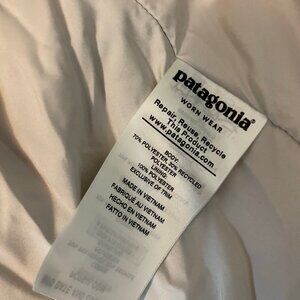 patagonia®
WORN WEAR
Repair, Reuse, Recycle
This Product
www.patagonia.com
BODY:
70% POLYESTER 30% RECYCLED
POLYESTER
LINING:
100% POLYESTER
EXCLUSIVE OF TRIM
MADE IN VIETNAM
FABRIQUÉ AU VIETNAM
HECHO EN VIETNAM
FATTO IN VIETNAM